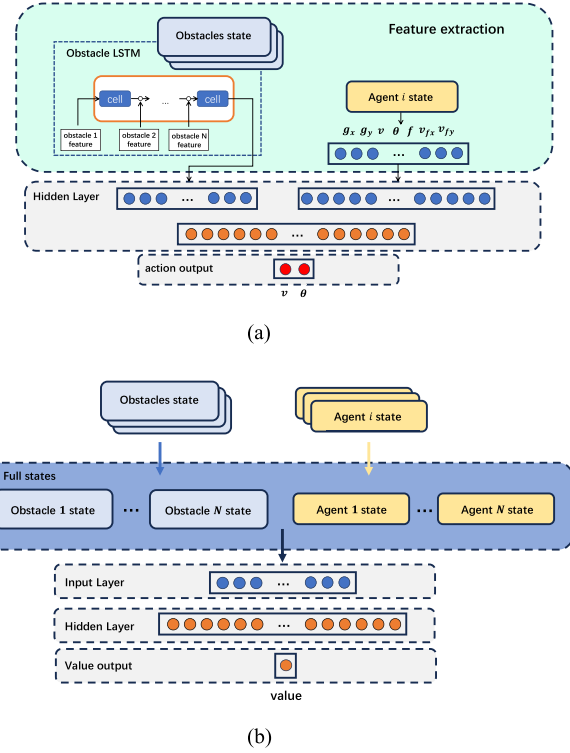 Obstacles state
Feature extraction
Obstacle LSTM
cell
...
cell
Agent i state
obstacle 1
feature
obstacle 2
feature
obstacle N
feature
g_x g_y v θ f v_fx v_fy
...
Hidden Layer
...
...
...
action output
v θ
(a)
Obstacles state
Agent i state
Full states
Obstacle 1 state
...
Obstacle N state
Agent 1 state
...
Agent N state
Input Layer
...
Hidden Layer
...
Value output
value
(b)